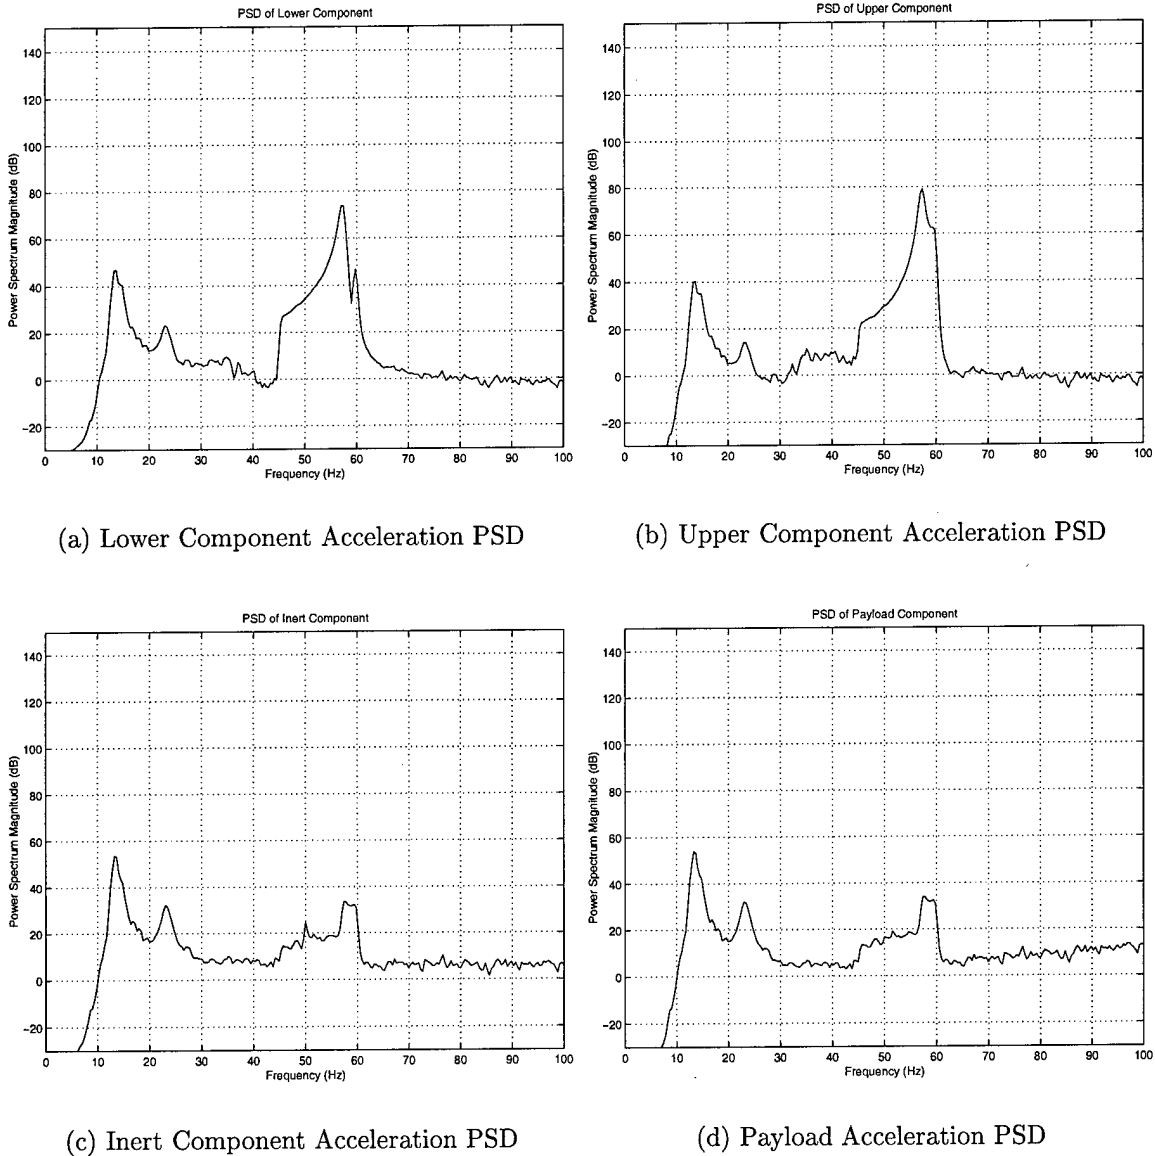 PSD of Lower Component
140
120
100
80
60
40
20
0
−20
Power Spectrum Magnitude (dB)
0 10 20 30 40 50 60 70 80 90 100
Frequency (Hz)
(a) Lower Component Acceleration PSD
PSD of Upper Component
140
120
100
80
60
40
20
0
−20
Power Spectrum Magnitude (dB)
0 10 20 30 40 50 60 70 80 90 100
Frequency (Hz)
(b) Upper Component Acceleration PSD
PSD of Inert Component
140
120
100
80
60
40
20
0
−20
Power Spectrum Magnitude (dB)
0 10 20 30 40 50 60 70 80 90 100
Frequency (Hz)
(c) Inert Component Acceleration PSD
PSD of Payload Component
140
120
100
80
60
40
20
0
−20
Power Spectrum Magnitude (dB)
0 10 20 30 40 50 60 70 80 90 100
Frequency (Hz)
(d) Payload Acceleration PSD